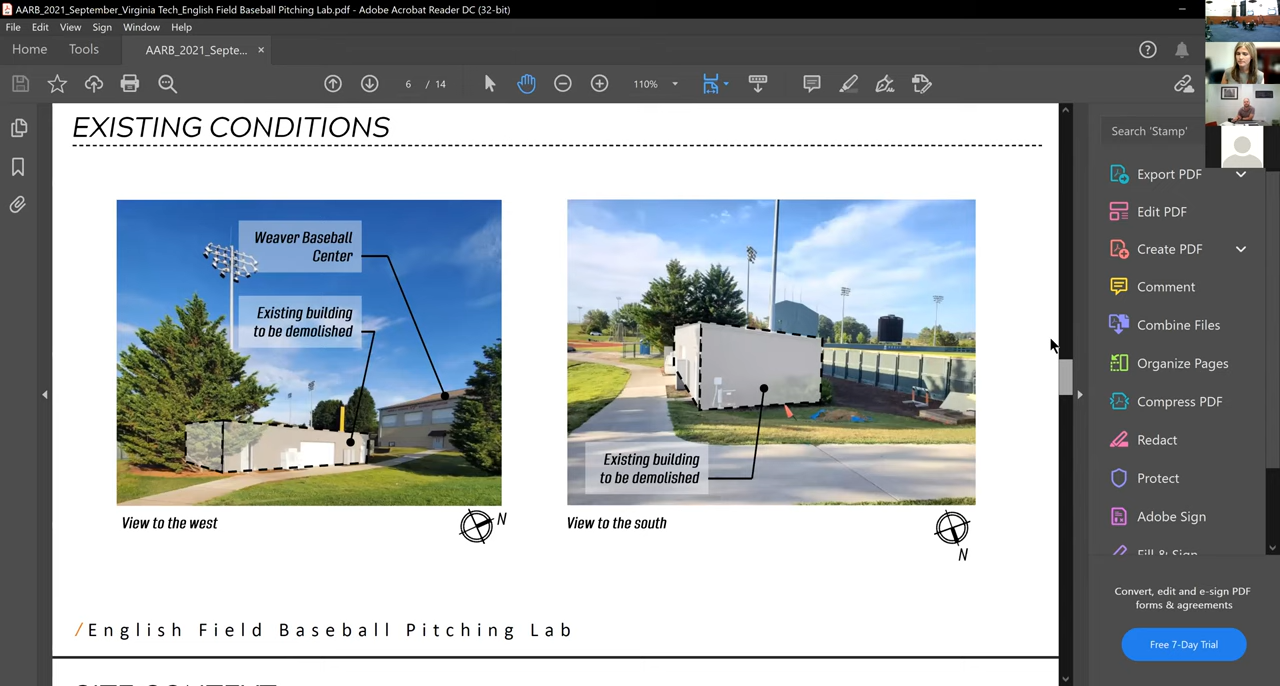 AARB_2021_September_Virginia Tech_English Field Baseball Pitching Lab.pdf - Adobe Acrobat Reader DC (32-bit)
File Edit View Sign Window Help
Home Tools AARB_2021_Septe... ×
6 / 14 110%
EXISTING CONDITIONS
Weaver Baseball
Center
Existing building
to be demolished
View to the west
N
Existing building
to be demolished
View to the south
N
/English Field Baseball Pitching Lab
Search 'Stamp'
Export PDF
Edit PDF
Create PDF
Comment
Combine Files
Organize Pages
Compress PDF
Redact
Protect
Adobe Sign
Fill & Sign
Convert, edit and e-sign PDF
forms & agreements
Free 7-Day Trial
SITE CONTEXT